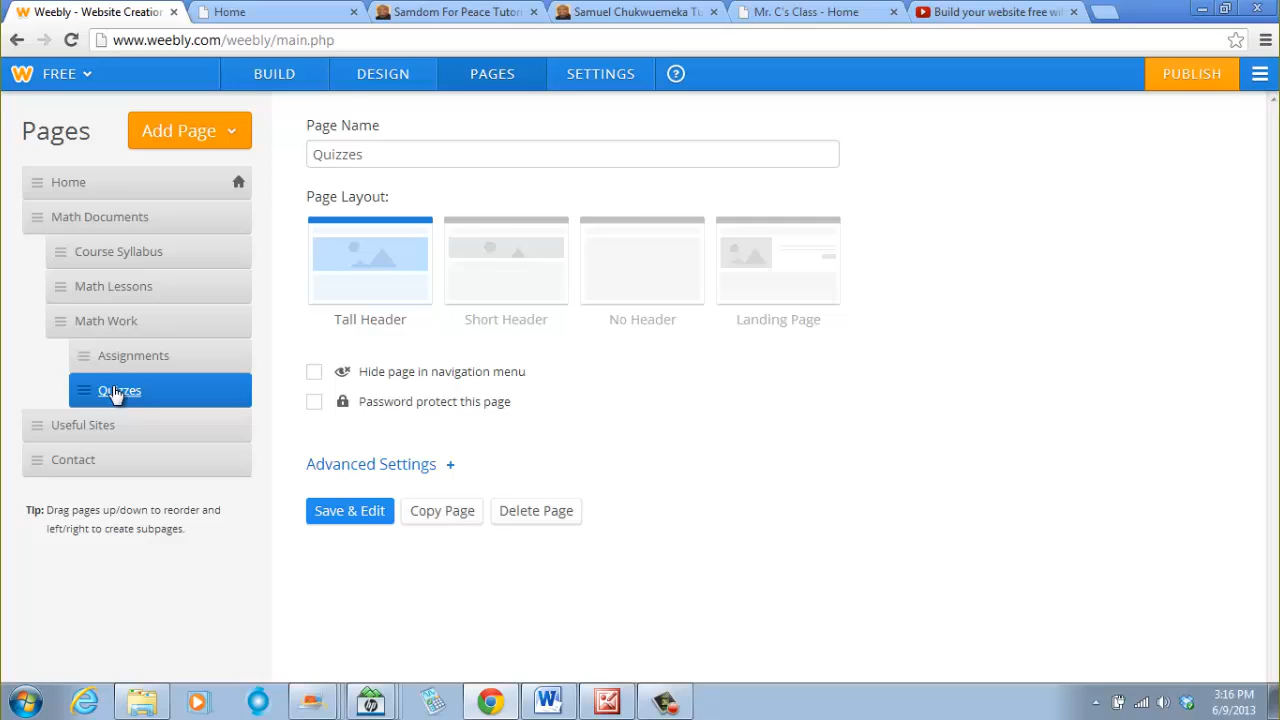 Weebly - Website Creation
Home
Samdom For Peace Tutor
Samuel Chukwuemeka Tu
Mr. C's Class - Home
Build your website free wi
www.weebly.com/weebly/main.php
FREE
BUILD
DESIGN
PAGES
SETTINGS
?
PUBLISH
Pages
Add Page
Home
Math Documents
Course Syllabus
Math Lessons
Math Work
Assignments
Quizzes
Useful Sites
Contact
Tip: Drag pages up/down to reorder and
left/right to create subpages.
Page Name
Quizzes
Page Layout:
Tall Header
Short Header
No Header
Landing Page
Hide page in navigation menu
Password protect this page
Advanced Settings +
Save & Edit
Copy Page
Delete Page
3:16 PM
6/9/2013